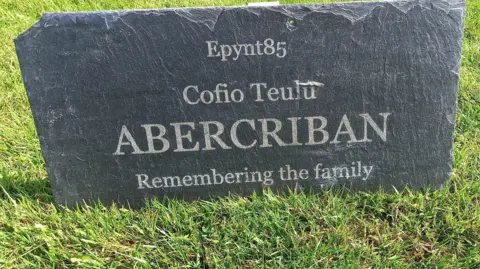 Epynt85
Cofio Teulu
ABERCRIBAN
Remembering the family